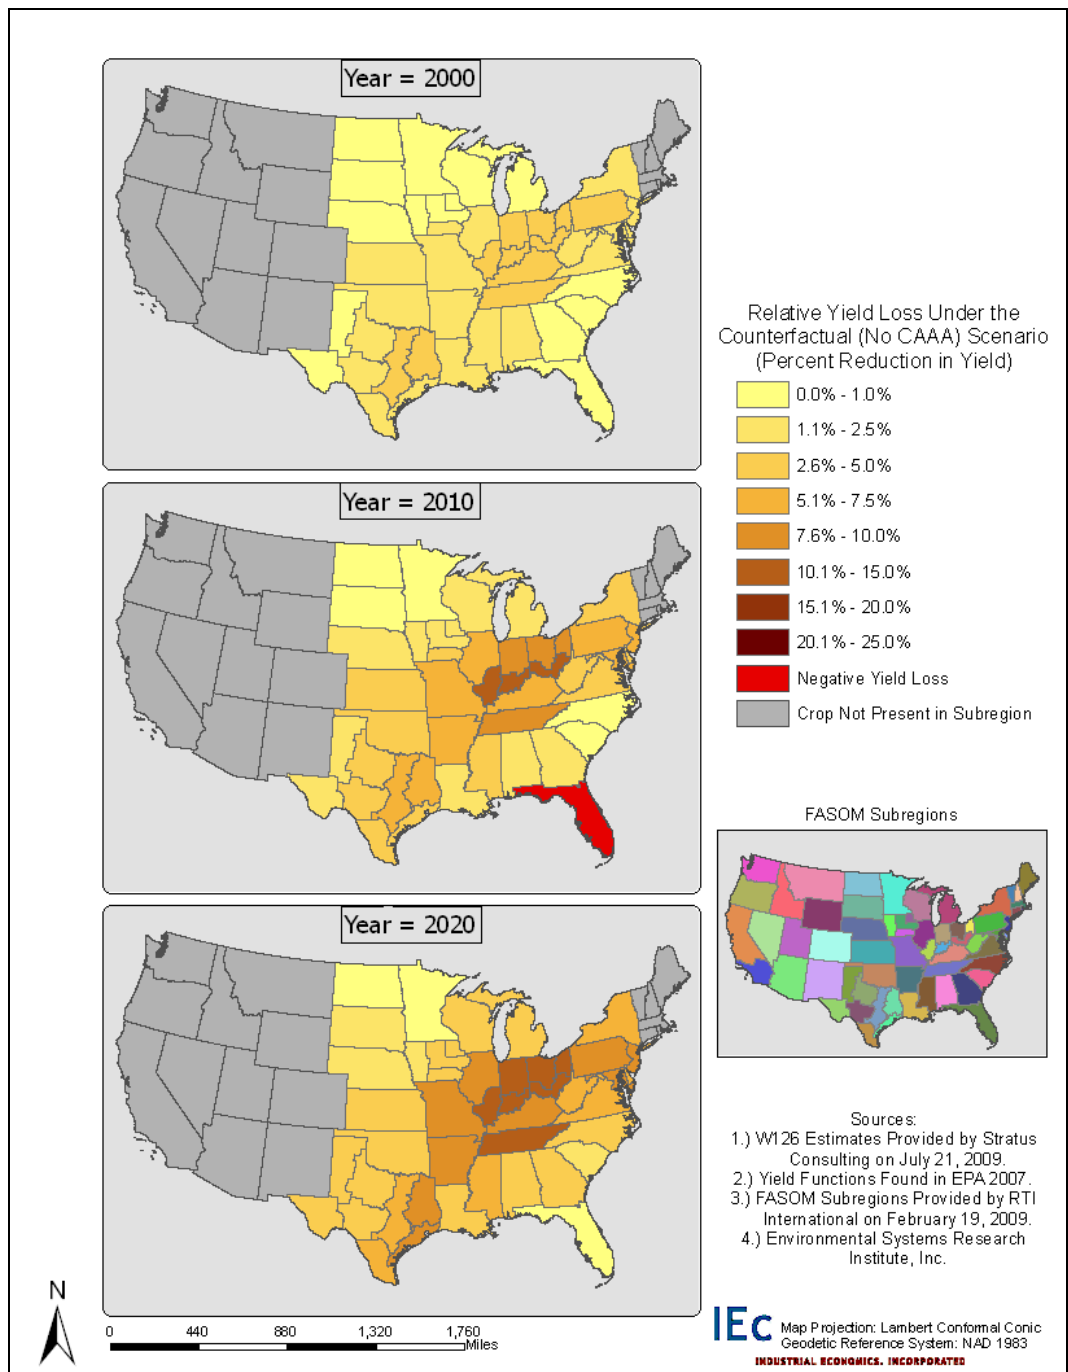 Year = 2000
Year = 2010
Year = 2020
Relative Yield Loss Under the
Counterfactual (No CAAA) Scenario
(Percent Reduction in Yield)
0.0% - 1.0%
1.1% - 2.5%
2.6% - 5.0%
5.1% - 7.5%
7.6% - 10.0%
10.1% - 15.0%
15.1% - 20.0%
20.1% - 25.0%
Negative Yield Loss
Crop Not Present in Subregion
FASOM Subregions
Sources:
1.) W126 Estimates Provided by Stratus
Consulting on July 21, 2009.
2.) Yield Functions Found in EPA 2007.
3.) FASOM Subregions Provided by RTI
International on February 19, 2009.
4.) Environmental Systems Research
Institute, Inc.
N
0 440 880 1,320 1,760
Miles
IEc
Map Projection: Lambert Conformal Conic
Geodetic Reference System: NAD 1983
INDUSTRIAL ECONOMICS, INCORPORATED